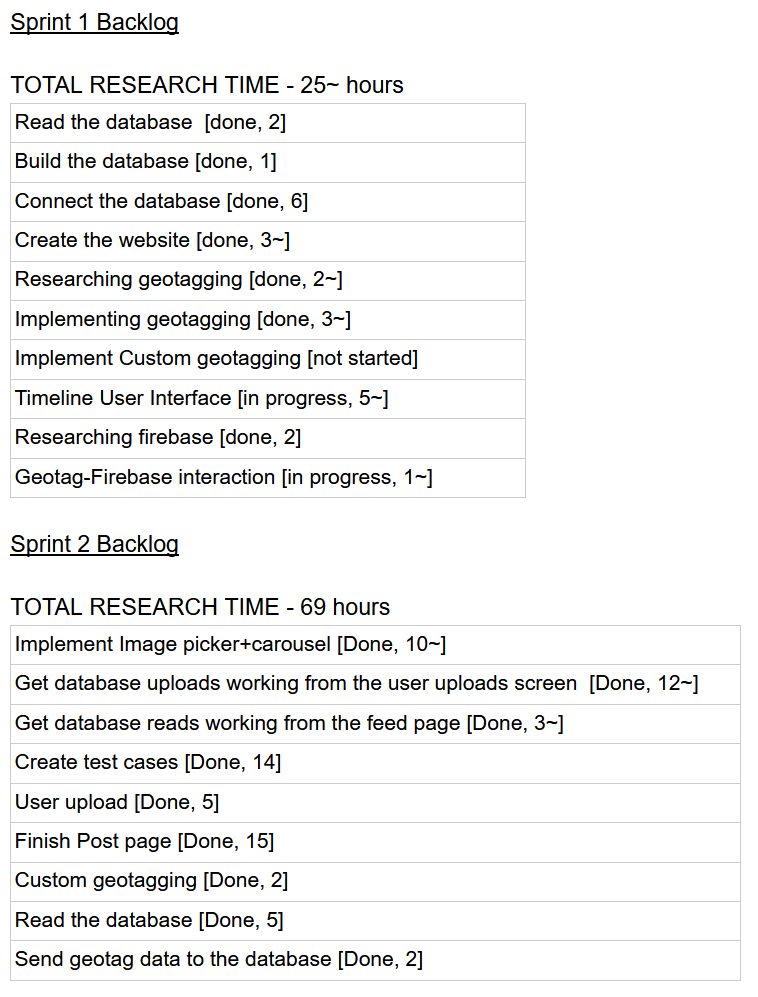 Sprint 1 Backlog
TOTAL RESEARCH TIME - 25~ hours
Read the database  [done, 2]
Build the database [done, 1]
Connect the database [done, 6]
Create the website [done, 3~]
Researching geotagging [done, 2~]
Implementing geotagging [done, 3~]
Implement Custom geotagging [not started]
Timeline User Interface [in progress, 5~]
Researching firebase [done, 2]
Geotag-Firebase interaction [in progress, 1~]
Sprint 2 Backlog
TOTAL RESEARCH TIME - 69 hours
Implement Image picker+carousel [Done, 10~]
Get database uploads working from the user uploads screen  [Done, 12~]
Get database reads working from the feed page [Done, 3~]
Create test cases [Done, 14]
User upload [Done, 5]
Finish Post page [Done, 15]
Custom geotagging [Done, 2]
Read the database [Done, 5]
Send geotag data to the database [Done, 2]